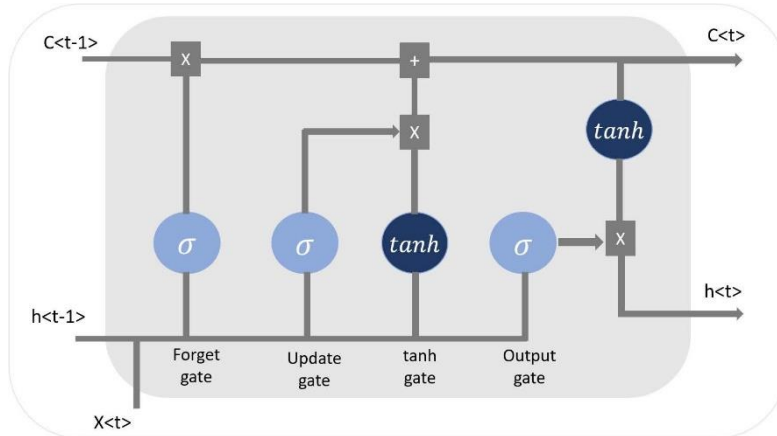 C<t-1>
C<t>
X
+
X
tanh
σ
σ
tanh
σ
X
h<t-1>
h<t>
Forget
gate
Update
gate
tanh
gate
Output
gate
X<t>